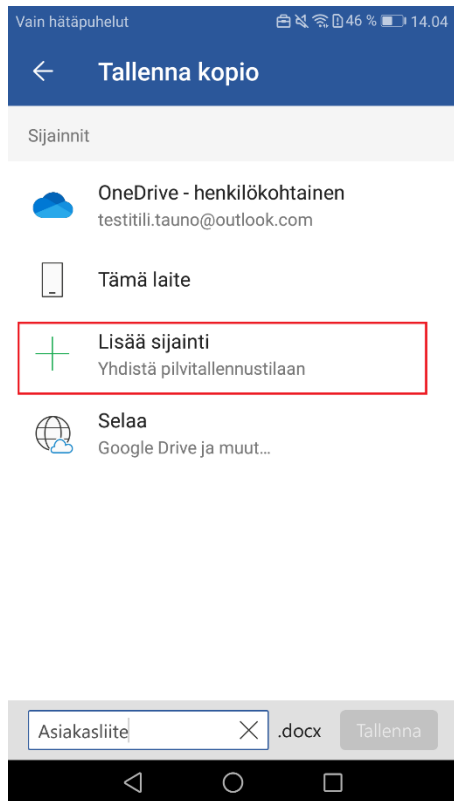 Vain hätäpuhelut 46 % 14.04
Tallenna kopio
Sijainnit
OneDrive - henkilökohtainen
testitili.tauno@outlook.com
Tämä laite
Lisää sijainti
Yhdistä pilvitallennustilaan
Selaa
Google Drive ja muut...
Asiakasliite .docx Tallenna